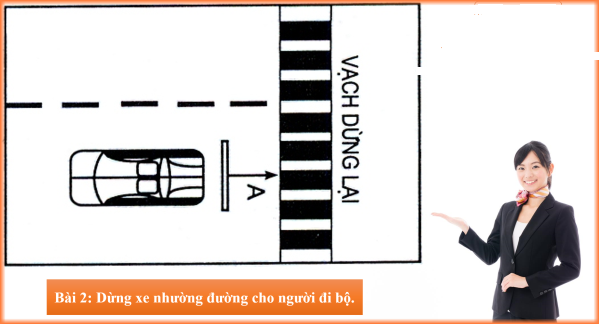 VẠCH DỪNG LẠI
A
Bài 2: Dừng xe nhường đường cho người đi bộ.